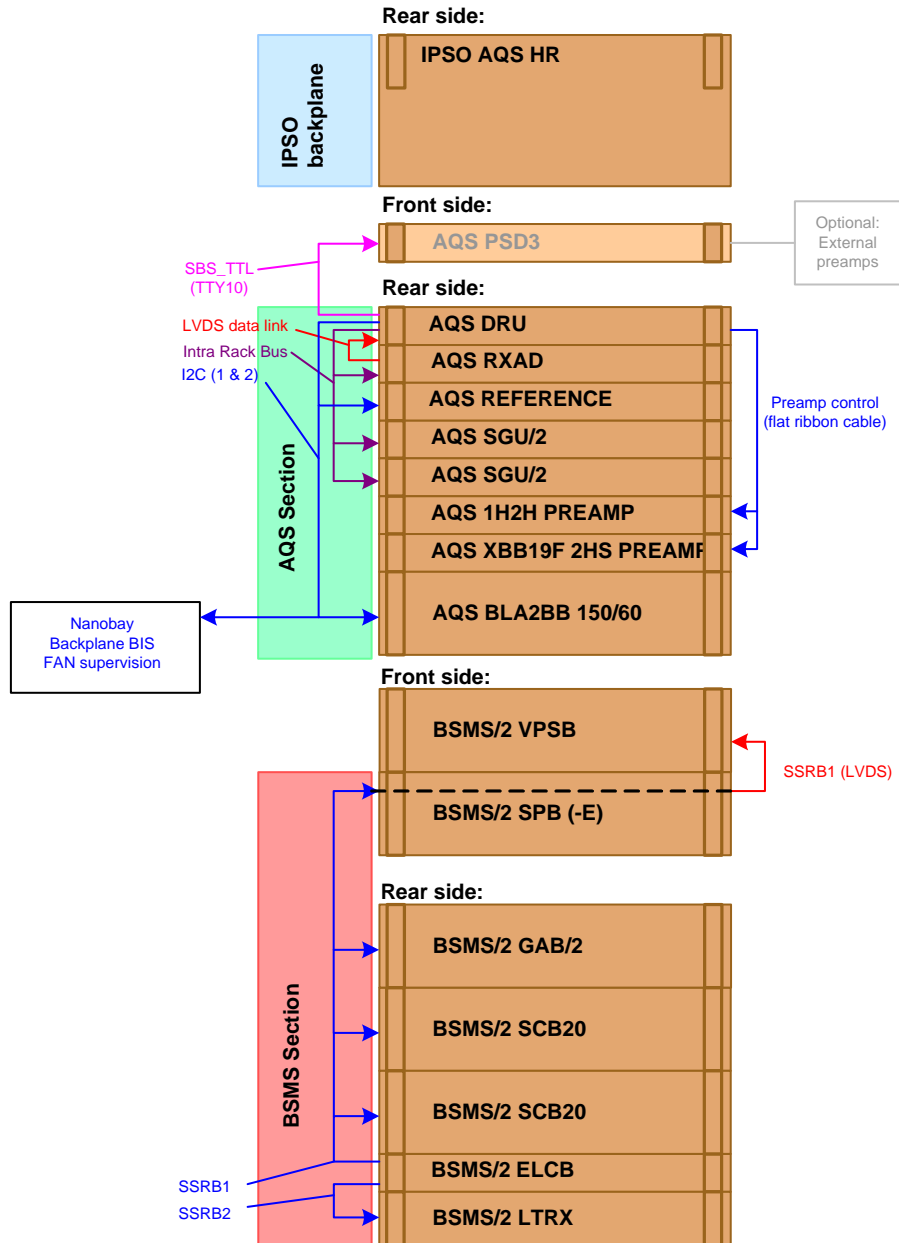 Rear side:
IPSO AQS HR
IPSO
backplane
Front side:
AQS PSD3
Optional:
External
preamps
SBS_TTL
(TTY10)
Rear side:
LVDS data link
Intra Rack Bus
I2C (1 & 2)
AQS DRU
AQS RXAD
AQS REFERENCE
AQS SGU/2
AQS SGU/2
AQS 1H2H PREAMP
AQS XBB19F 2HS PREAMP
AQS BLA2BB 150/60
Preamp control
(flat ribbon cable)
AQS Section
Nanobay
Backplane BIS
FAN supervision
Front side:
BSMS/2 VPSB
SSRB1 (LVDS)
BSMS/2 SPB (-E)
Rear side:
BSMS/2 GAB/2
BSMS/2 SCB20
BSMS/2 SCB20
BSMS/2 ELCB
BSMS/2 LTRX
BSMS Section
SSRB1
SSRB2